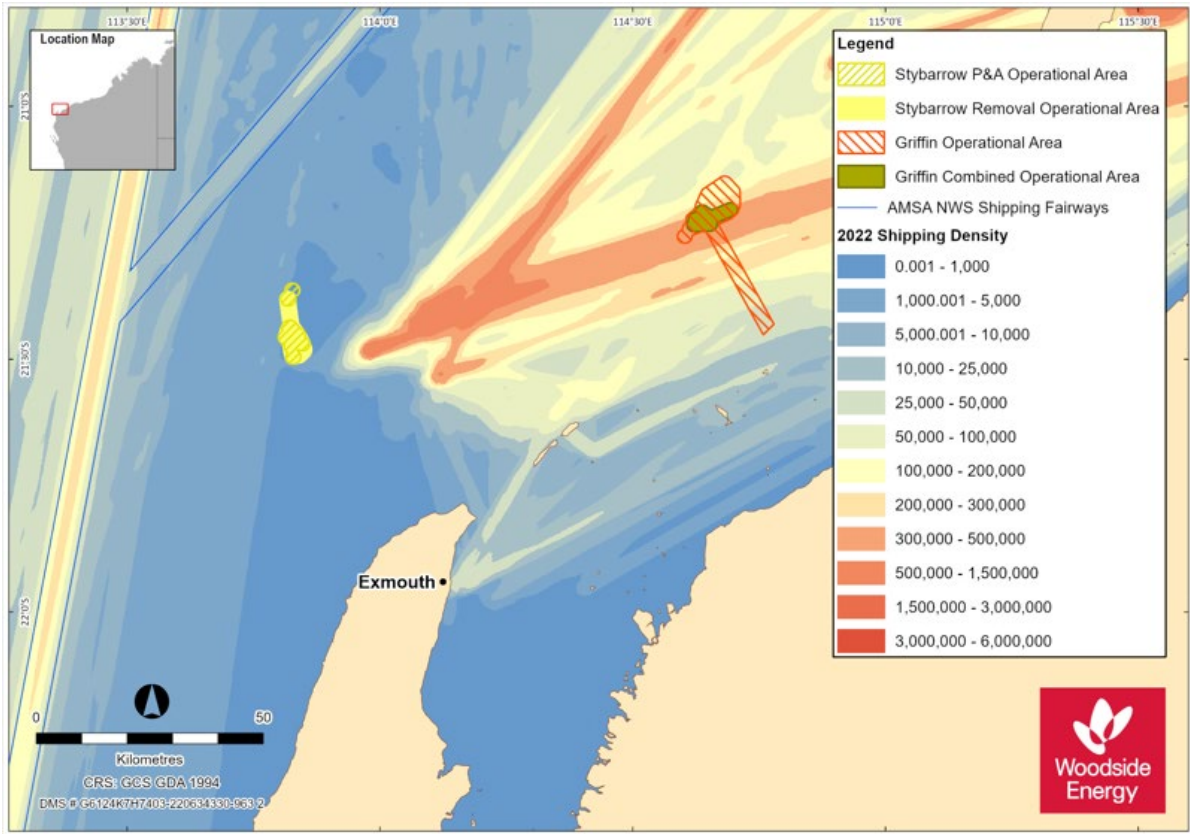 113°30'E
114°0'E
114°30'E
115°0'E
115°30'E
Location Map
21°0'S
21°30'S
22°0'S
Exmouth
Legend
Stybarrow P&A Operational Area
Stybarrow Removal Operational Area
Griffin Operational Area
Griffin Combined Operational Area
AMSA NWS Shipping Fairways
2022 Shipping Density
0.001 - 1,000
1,000.001 - 5,000
5,000.001 - 10,000
10,000 - 25,000
25,000 - 50,000
50,000 - 100,000
100,000 - 200,000
200,000 - 300,000
300,000 - 500,000
500,000 - 1,500,000
1,500,000 - 3,000,000
3,000,000 - 6,000,000
0 50
Kilometres
CRS: GCS GDA 1994
DMS # G6124K7H7403-220634330-963 2
Woodside
Energy